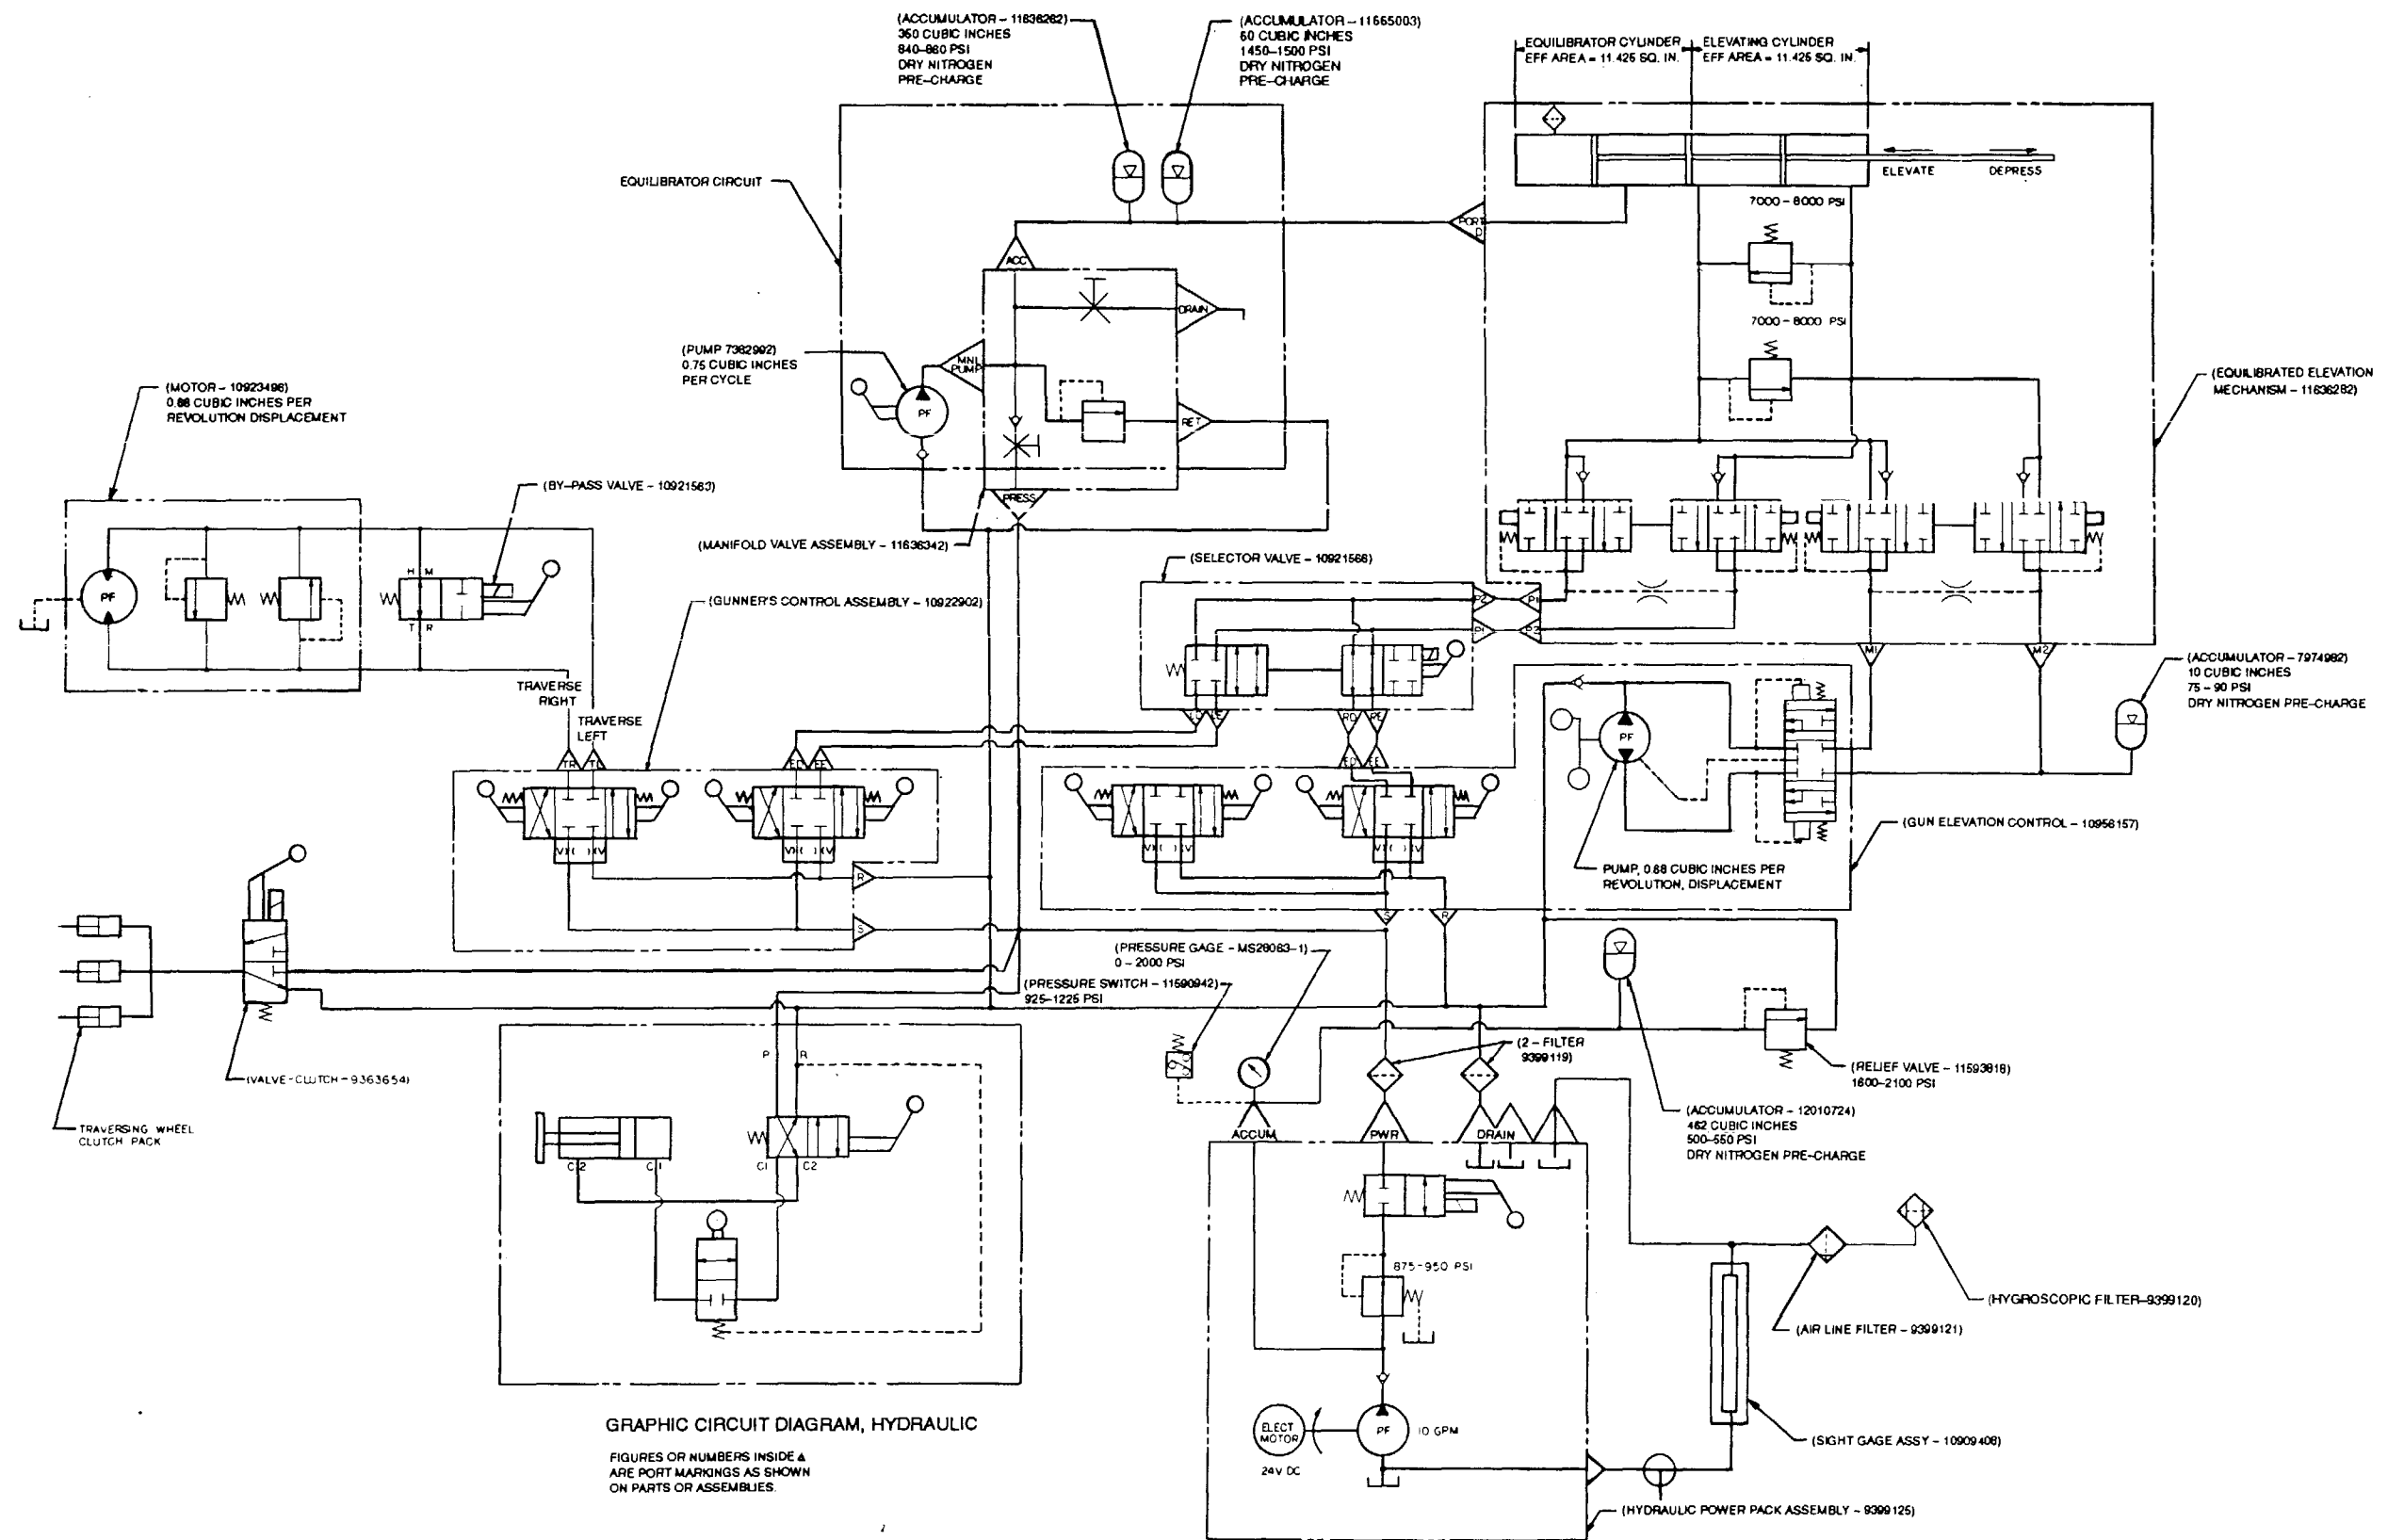 (ACCUMULATOR – 11636262)
350 CUBIC INCHES
840–860 PSI
DRY NITROGEN
PRE–CHARGE
(ACCUMULATOR – 11665003)
60 CUBIC INCHES
1450–1500 PSI
DRY NITROGEN
PRE–CHARGE
EQUILIBRATOR CYLINDER
EFF AREA = 11.425 SQ. IN.
ELEVATING CYLINDER
EFF AREA = 11.425 SQ. IN.
ELEVATE
DEPRESS
EQUILIBRATOR CIRCUIT
PORT
D
7000 – 8000 PSI
ACC
DRAIN
7000 – 8000 PSI
(PUMP 7382992)
0.75 CUBIC INCHES
PER CYCLE
MNL
PUMP
PF
RET
PRESS
(EQUILIBRATED ELEVATION
MECHANISM – 11636282)
(MOTOR – 10923496)
0.88 CUBIC INCHES PER
REVOLUTION DISPLACEMENT
(BY–PASS VALVE – 10921563)
(MANIFOLD VALVE ASSEMBLY – 11636342)
(SELECTOR VALVE – 10921566)
H M
PF
T R
(GUNNER'S CONTROL ASSEMBLY – 10922902)
P2
P1
P1
P2
M1
M2
(ACCUMULATOR – 7974982)
10 CUBIC INCHES
75 – 90 PSI
DRY NITROGEN PRE–CHARGE
TRAVERSE
RIGHT
TRAVERSE
LEFT
LD
LE
RD
RE
TR
TL
ED
EE
ED
EE
PF
(GUN ELEVATION CONTROL – 10956157)
PUMP, 0.88 CUBIC INCHES PER
REVOLUTION, DISPLACEMENT
R
S
S
R
(PRESSURE GAGE – MS28063–1)
0 – 2000 PSI
(PRESSURE SWITCH – 11590942)
925–1225 PSI
(2 – FILTER
9399119)
(RELIEF VALVE – 11593818)
1600–2100 PSI
(VALVE–CLUTCH – 9363654)
P
R
TRAVERSING WHEEL
CLUTCH PACK
(ACCUMULATOR – 12010724)
462 CUBIC INCHES
500–550 PSI
DRY NITROGEN PRE–CHARGE
ACCUM
PWR
DRAIN
C2
C1
C1
C2
875–950 PSI
(HYGROSCOPIC FILTER–9399120)
(AIR LINE FILTER – 9399121)
GRAPHIC CIRCUIT DIAGRAM, HYDRAULIC
ELECT
MOTOR
24V DC
PF
10 GPM
(SIGHT GAGE ASSY – 10909408)
FIGURES OR NUMBERS INSIDE
ARE PORT MARKINGS AS SHOWN
ON PARTS OR ASSEMBLIES.
(HYDRAULIC POWER PACK ASSEMBLY – 9399125)